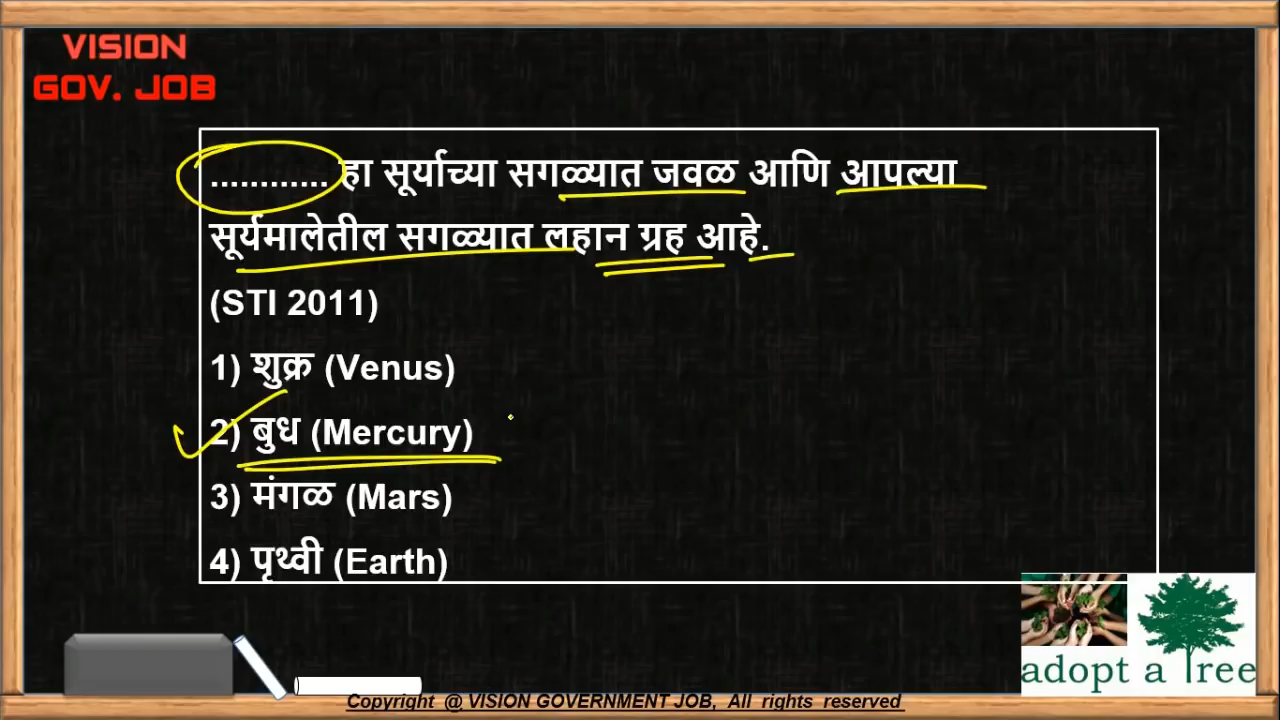 VISION
GOV. JOB
............ हा सूर्याच्या सगळ्यात जवळ आणि आपल्या
सूर्यमालेतील सगळ्यात लहान ग्रह आहे.
(STI 2011)
1) शुक्र (Venus)
2) बुध (Mercury)
3) मंगळ (Mars)
4) पृथ्वी (Earth)
adopt a Tree
Copyright @ VISION GOVERNMENT JOB, All rights reserved